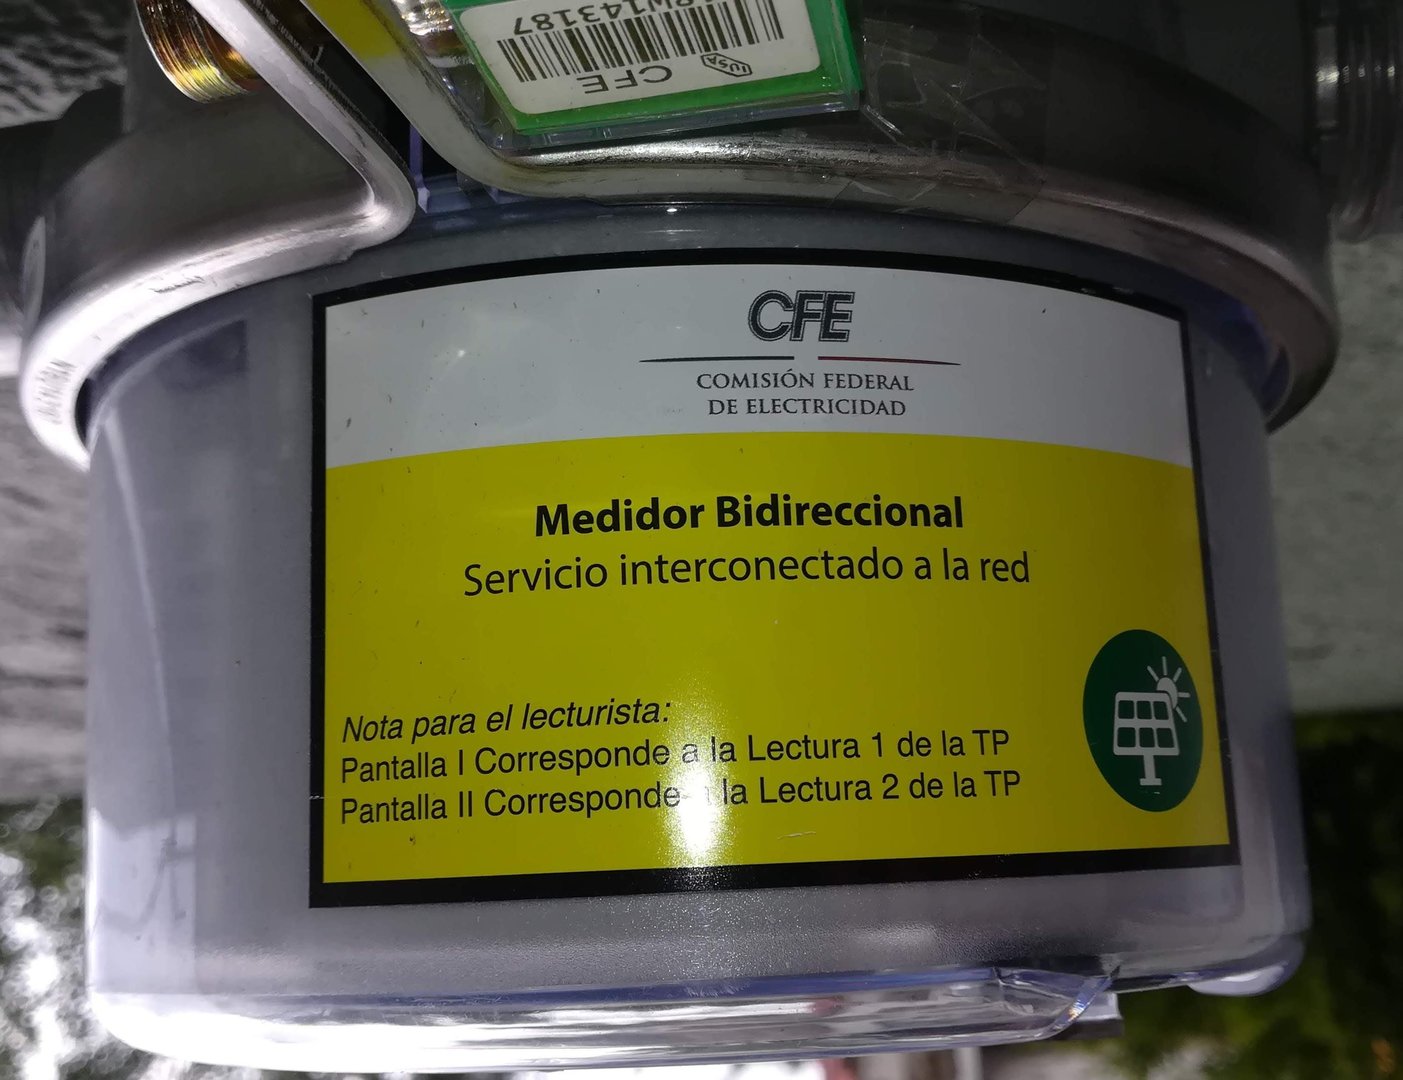 CFE
IUSA
CFE
COMISIÓN FEDERAL
DE ELECTRICIDAD
Medidor Bidireccional
Servicio interconectado a la red
Nota para el lecturista:
Pantalla I Corresponde a la Lectura 1 de la TP
Pantalla II Corresponde a la Lectura 2 de la TP